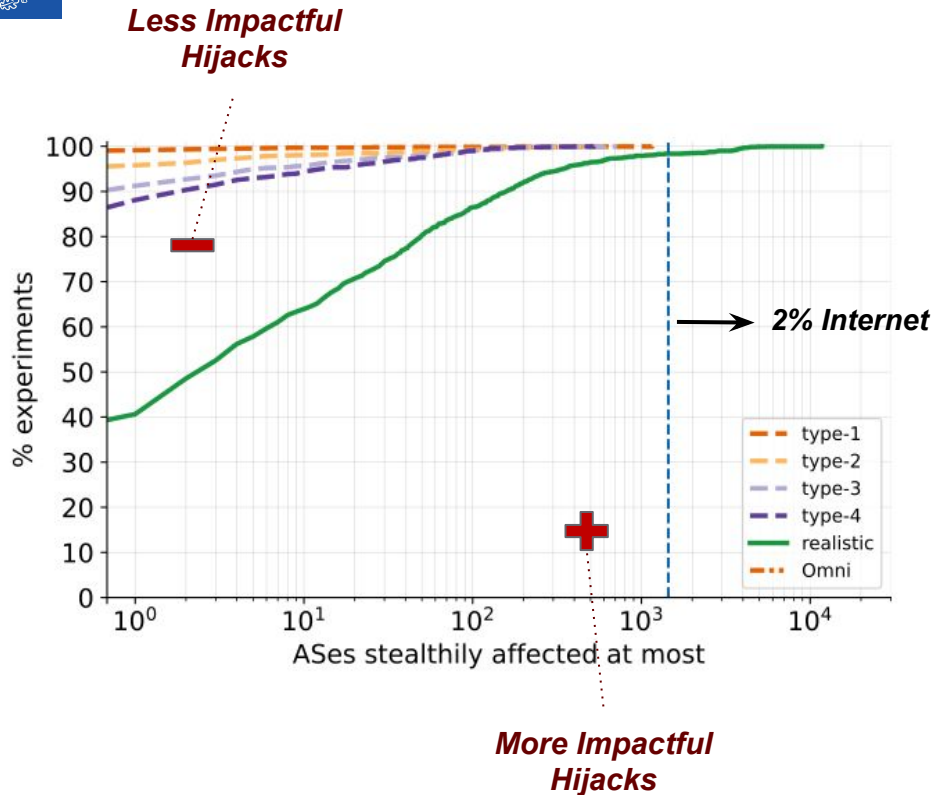 Less Impactful
Hijacks
100
90
80
70
60
50
40
30
20
10
0
% experiments
2% Internet
type-1
type-2
type-3
type-4
realistic
Omni
10⁰
10¹
10²
10³
10⁴
ASes stealthily affected at most
More Impactful
Hijacks